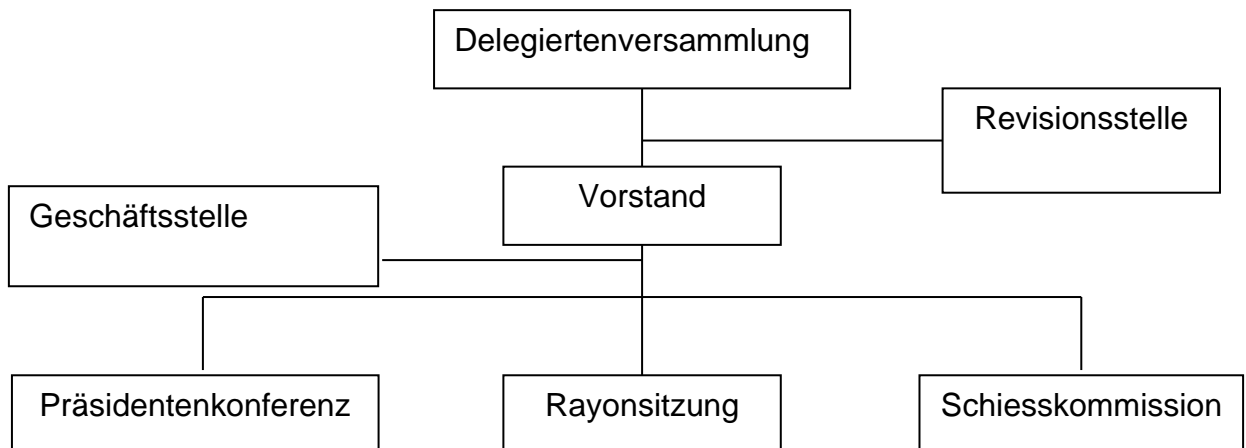 Delegiertenversammlung
Revisionsstelle
Vorstand
Geschäftsstelle
Präsidentenkonferenz
Rayonsitzung
Schiesskommission